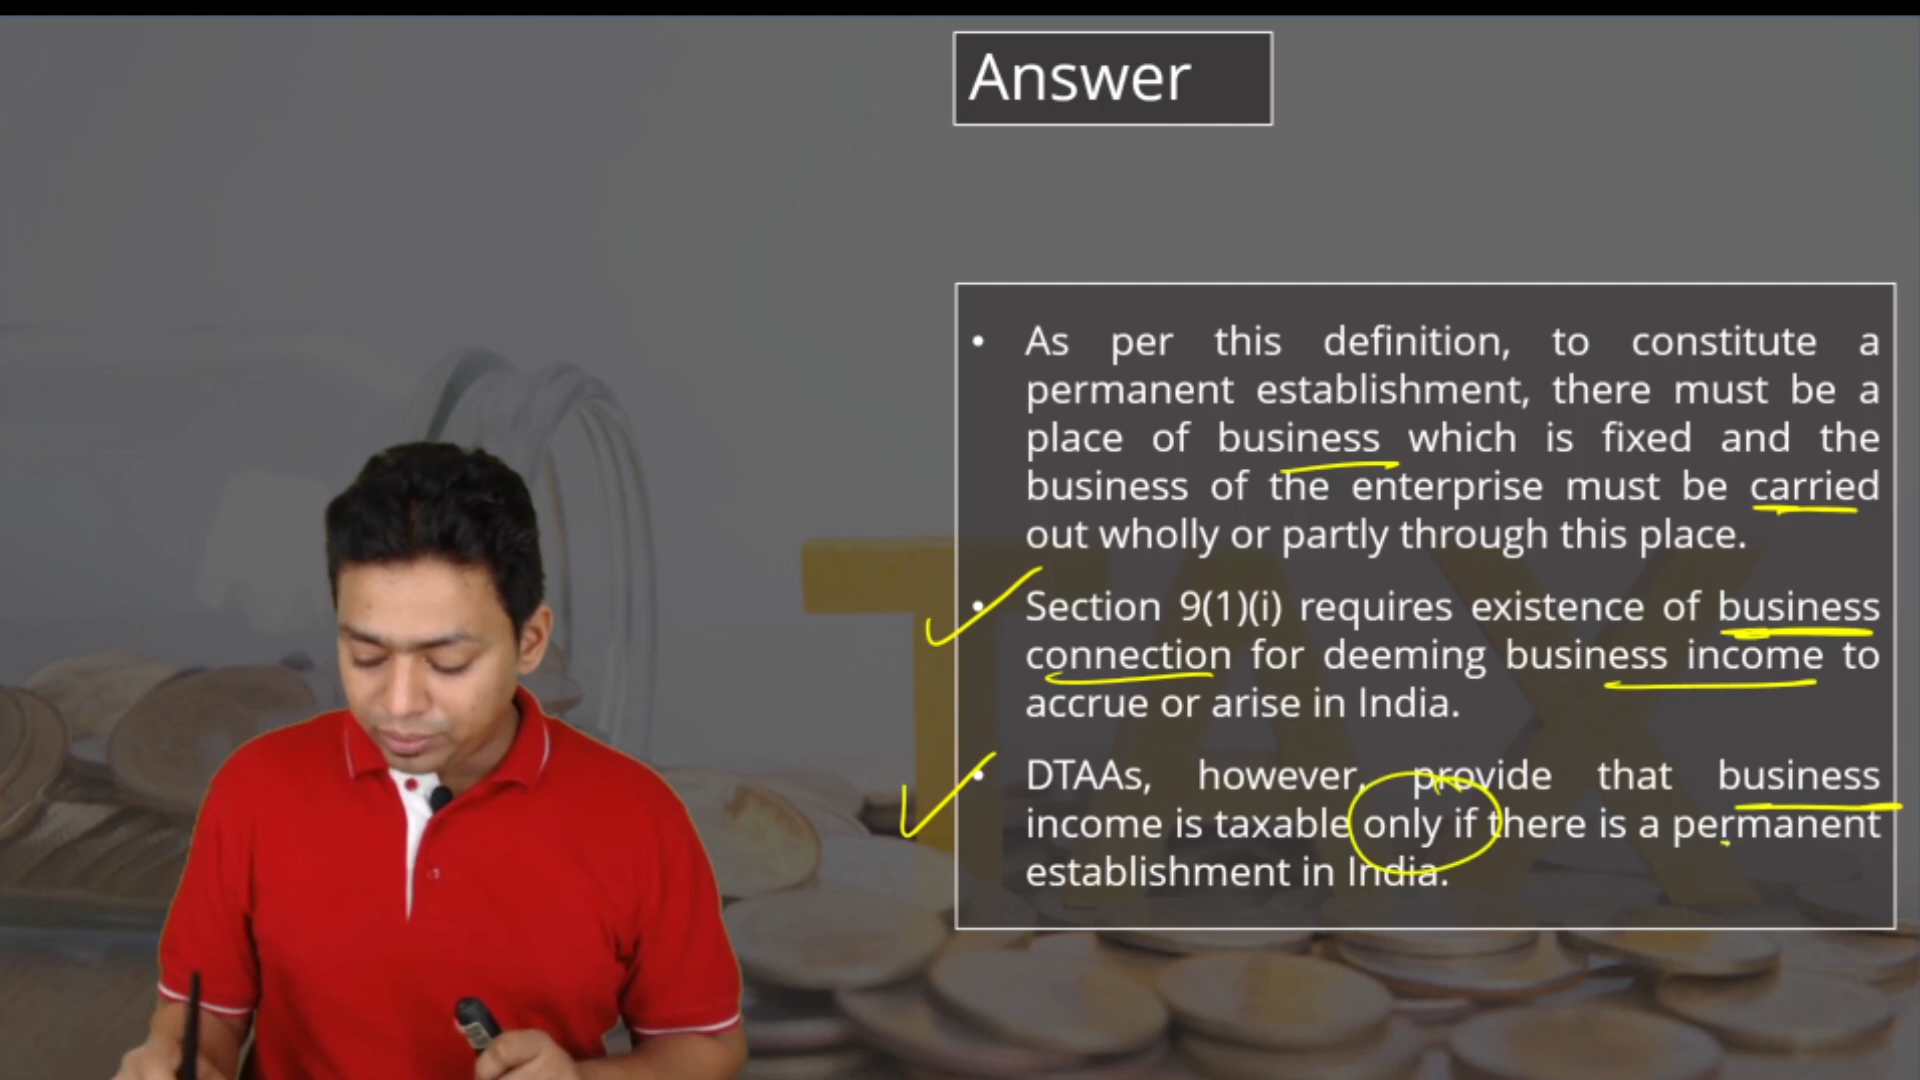 Answer
• As per this definition, to constitute a
permanent establishment, there must be a
place of business which is fixed and the
business of the enterprise must be carried
out wholly or partly through this place.
• Section 9(1)(i) requires existence of business
connection for deeming business income to
accrue or arise in India.
• DTAAs, however, provide that business
income is taxable only if there is a permanent
establishment in India.
TAX